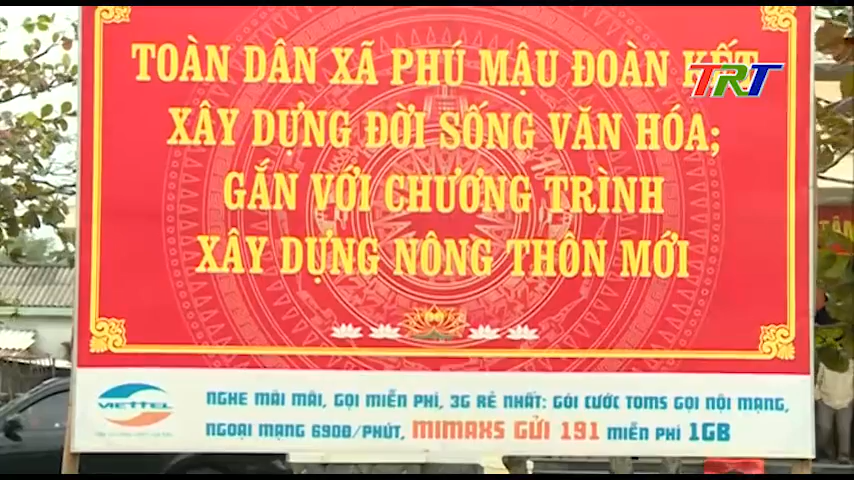 TOÀN DÂN XÃ PHÚ MẬU ĐOÀN KẾT
TRT
XÂY DỰNG ĐỜI SỐNG VĂN HÓA;
GẮN VỚI CHƯƠNG TRÌNH
XÂY DỰNG NÔNG THÔN MỚI
VIETTEL
NGHE MÃI MÃI, GỌI MIỄN PHÍ, 3G RẺ NHẤT: GÓI CƯỚC TOMS GỌI NỘI MẠNG,
NGOẠI MẠNG 690Đ/PHÚT, MIMAXS GỬI 191 MIỄN PHÍ 1GB